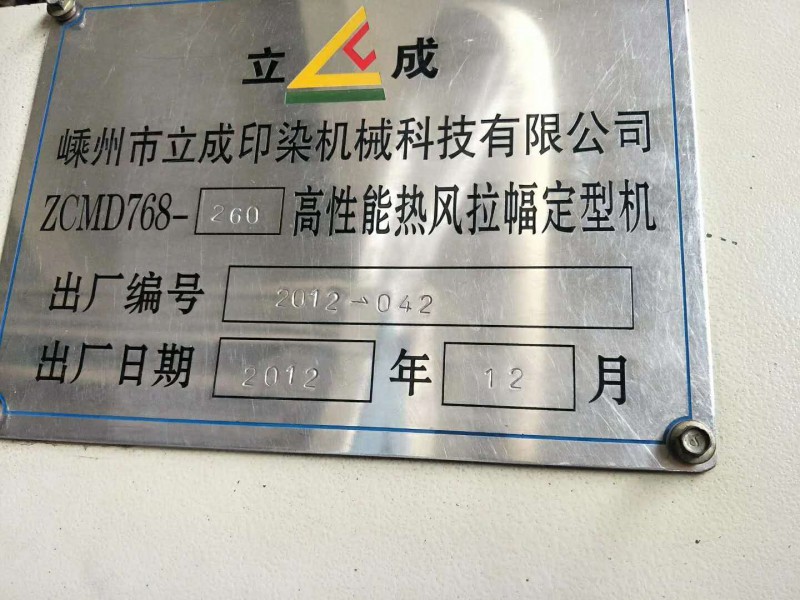 立成
嵊州市立成印染机械科技有限公司
ZCMD768-260高性能热风拉幅定型机
出厂编号 2012-042
出厂日期 2012 年 12 月